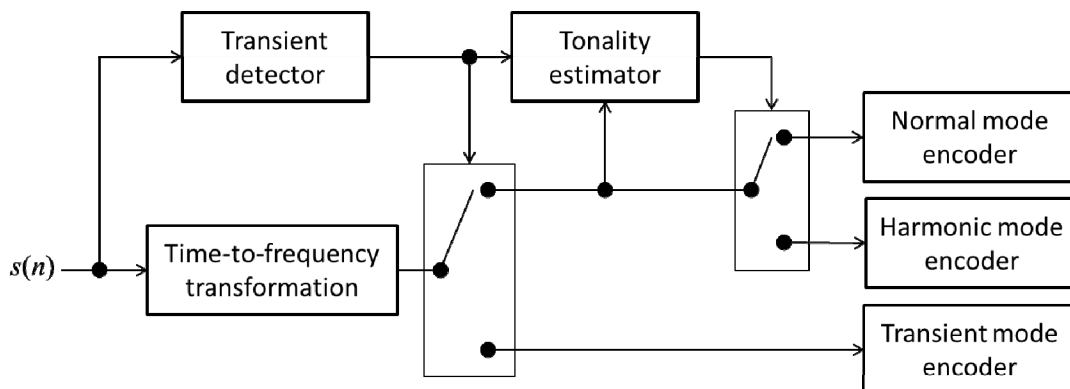 Transient
detector
Tonality
estimator
Normal mode
encoder
s(n)
Time-to-frequency
transformation
Harmonic mode
encoder
Transient mode
encoder